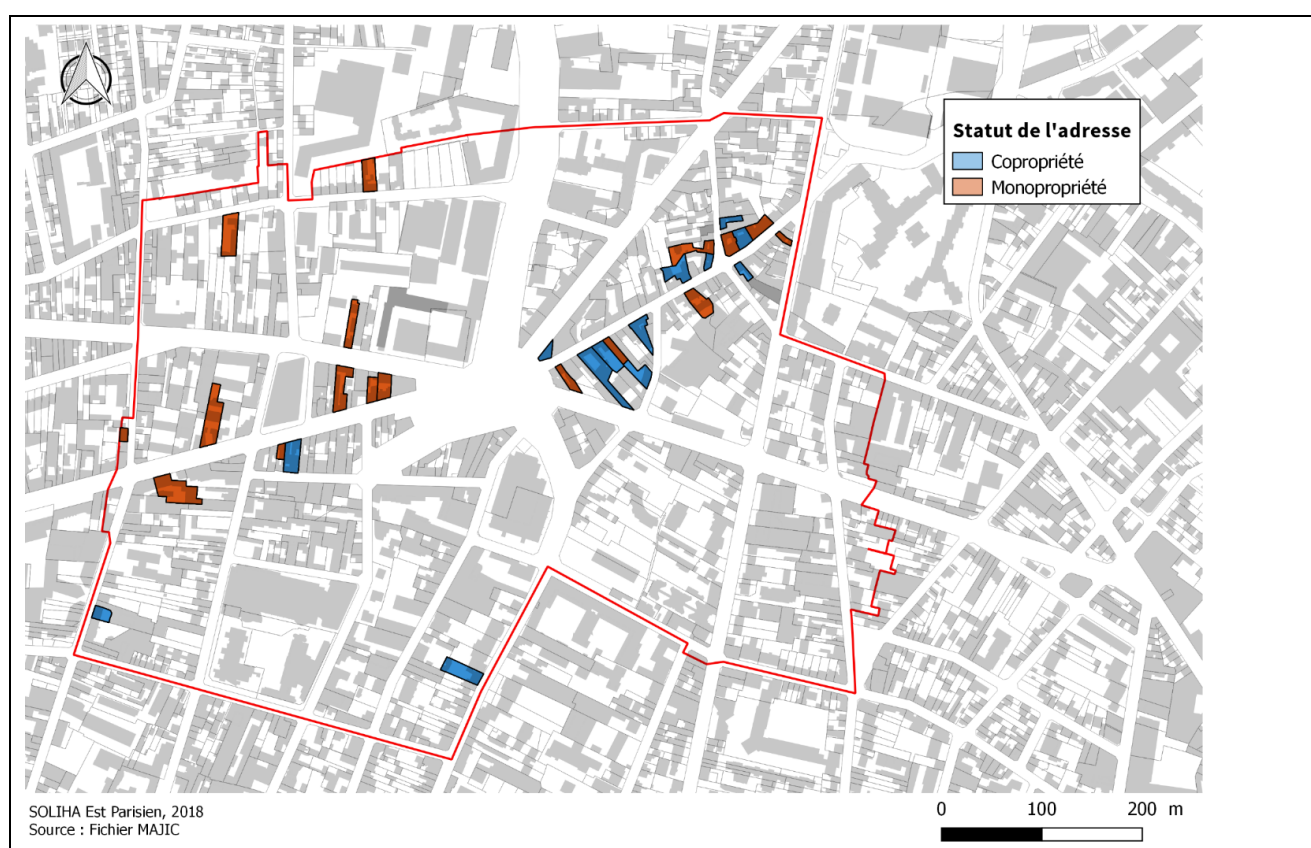 Statut de l'adresse
Copropriété
Monopropriété
SOLIHA Est Parisien, 2018
Source : Fichier MAJIC
0 100 200 m